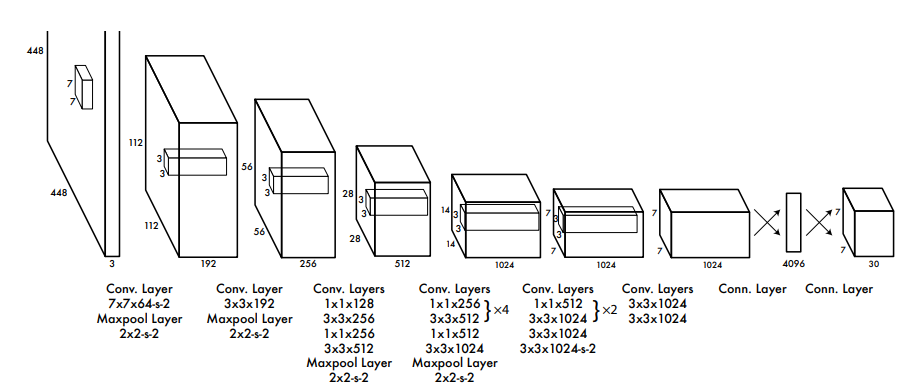 448
7
7
448
3
112
3
3
112
192
56
3
3
56
256
28
3
3
28
512
14
3
3
14
1024
7
3
3
7
1024
7
7
1024
4096
7
7
30
Conv. Layer
7x7x64-s-2
Maxpool Layer
2x2-s-2
Conv. Layer
3x3x192
Maxpool Layer
2x2-s-2
Conv. Layers
1x1x128
3x3x256
1x1x256
3x3x512
Maxpool Layer
2x2-s-2
Conv. Layers
1x1x256
3x3x512
}×4
1x1x512
3x3x1024
Maxpool Layer
2x2-s-2
Conv. Layers
1x1x512
3x3x1024
}×2
3x3x1024
3x3x1024-s-2
Conv. Layers
3x3x1024
3x3x1024
Conn. Layer
Conn. Layer